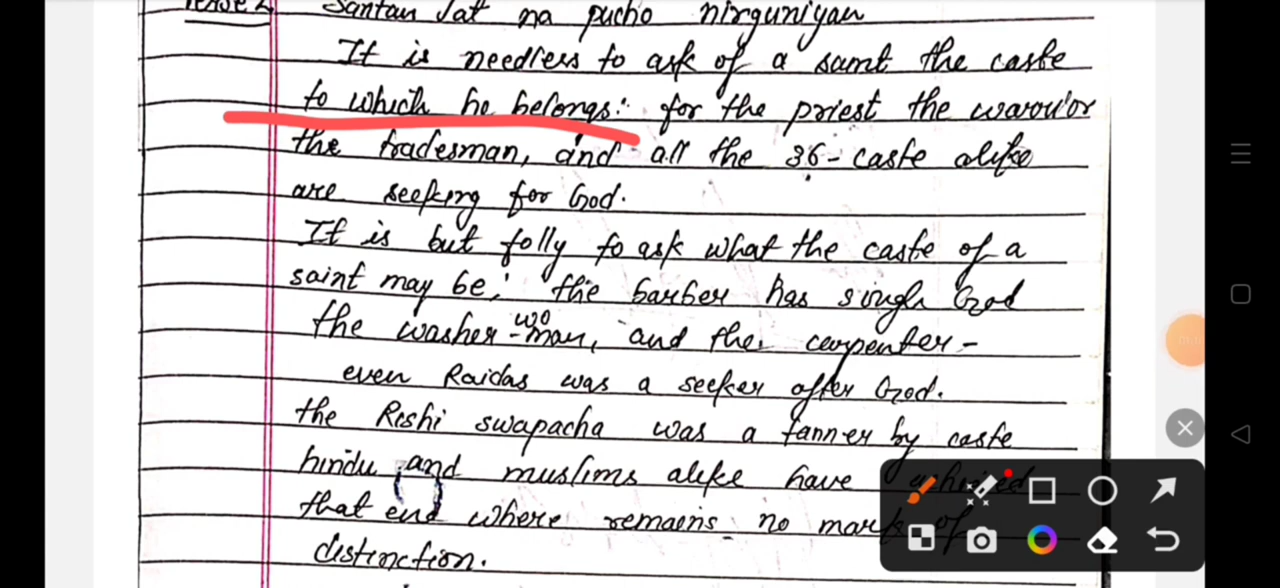 Santan Jat na pucho nirguniyan
It is needless to ask of a saint the caste
to which he belongs: for the priest the warrior
the tradesman, and all the 36-caste alike
are seeking for God.
It is but folly to ask what the caste of a
saint may be; the barber has sough God
the washer-woman, and the carpenter-
even Raidas was a seeker after God.
the Rishi swapacha was a tanner by caste
hindu and muslims alike have
that end where remains no mark of
distinction.